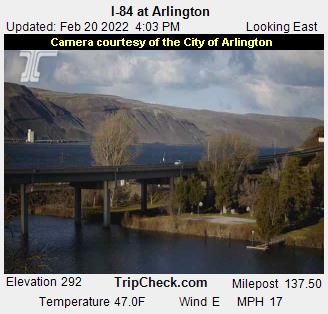 I-84 at Arlington
Updated: Feb 20 2022 4:03 PM Looking East
Camera courtesy of the City of Arlington
Elevation 292 TripCheck.com Milepost 137.50
Temperature 47.0F Wind E MPH 17